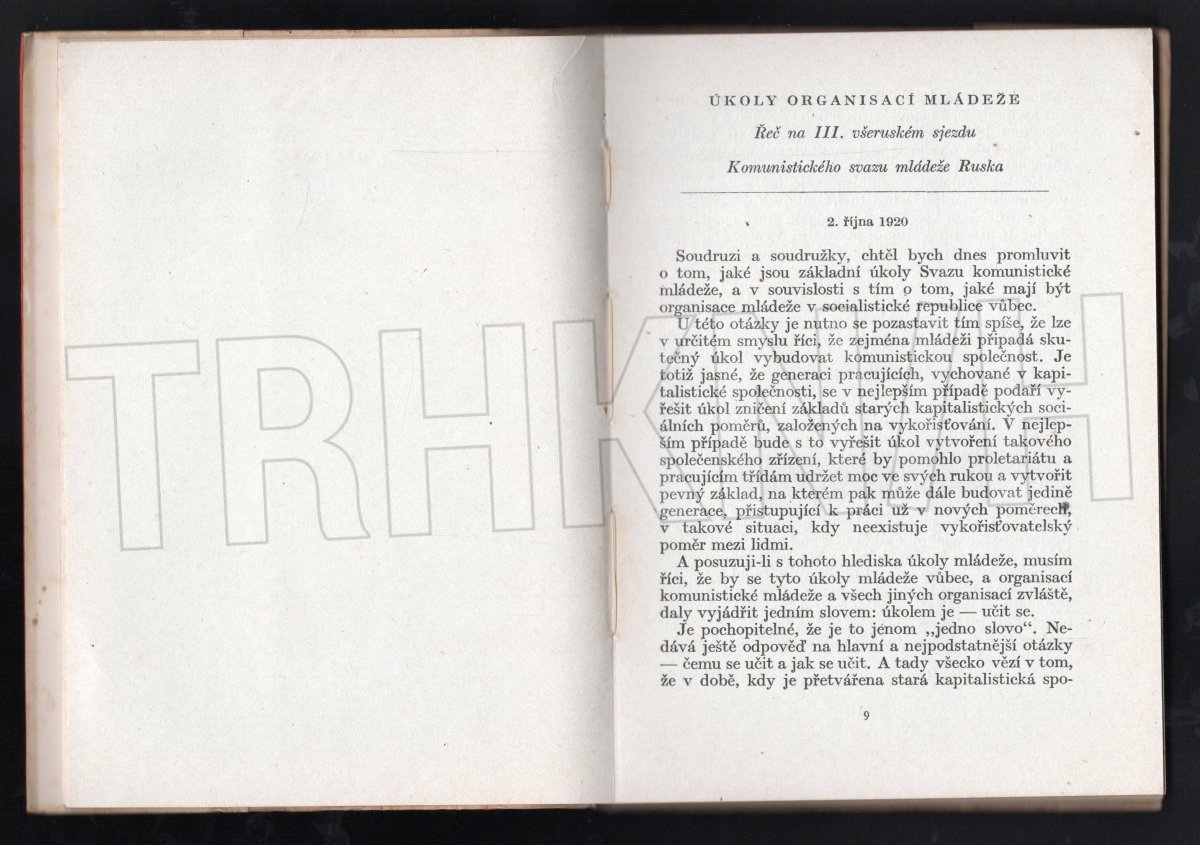 ÚKOLY ORGANISACÍ MLÁDEŽE
Řeč na III. všeruském sjezdu
Komunistického svazu mládeže Ruska
2. října 1920
Soudruzi a soudružky, chtěl bych dnes promluvit
o tom, jaké jsou základní úkoly Svazu komunistické
mládeže, a v souvislosti s tím o tom, jaké mají být
organisace mládeže v socialistické republice vůbec.
U této otázky je nutno se pozastavit tím spíše, že lze
v určitém smyslu říci, že zejména mládeži připadá sku-
tečný úkol vybudovat komunistickou společnost. Je
totiž jasné, že generaci pracujících, vychované v kapi-
talistické společnosti, se v nejlepším případě podaří vy-
řešit úkol zničení základů starých kapitalistických soci-
álních poměrů, založených na vykořisťování. V nejlep-
ším případě bude s to vyřešit úkol vytvoření takového
společenského zřízení, které by pomohlo proletariátu a
pracujícím třídám udržet moc ve svých rukou a vytvořit
pevný základ, na kterém pak může dále budovat jedině
generace, přistupující k práci už v nových poměrech,
v takové situaci, kdy neexistuje vykořisťovatelský
poměr mezi lidmi.
A posuzuji-li s tohoto hlediska úkoly mládeže, musím
říci, že by se tyto úkoly mládeže vůbec, a organisací
komunistické mládeže a všech jiných organisací zvláště,
daly vyjádřit jedním slovem: úkolem je — učit se.
Je pochopitelné, že je to jenom „jedno slovo“. Ne-
dává ještě odpověď na hlavní a nejpodstatnější otázky
— čemu se učit a jak se učit. A tady všecko vězí v tom,
že v době, kdy je přetvářena stará kapitalistická spo-
9
TRHKNIH